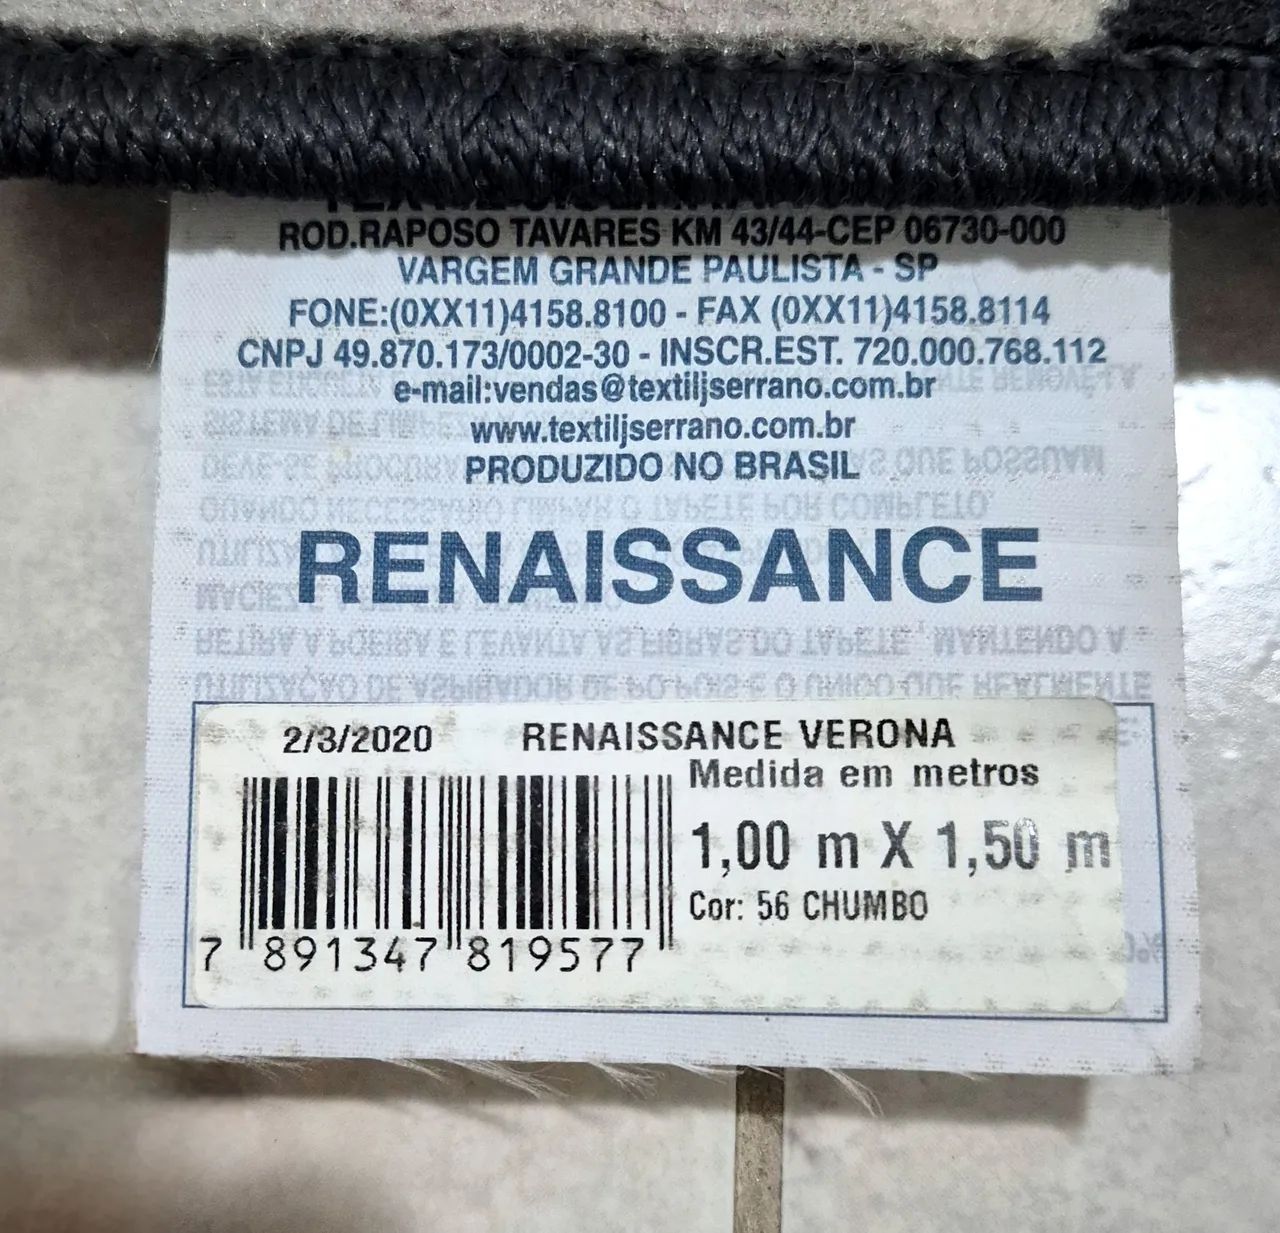 ROD.RAPOSO TAVARES KM 43/44-CEP 06730-000
VARGEM GRANDE PAULISTA - SP
FONE:(0XX11)4158.8100 - FAX (0XX11)4158.8114
CNPJ 49.870.173/0002-30 - INSCR.EST. 720.000.768.112
e-mail:vendas@textiljserrano.com.br
www.textiljserrano.com.br
PRODUZIDO NO BRASIL
RENAISSANCE
2/3/2020 RENAISSANCE VERONA
Medida em metros
1,00 m X 1,50 m
Cor: 56 CHUMBO
7 891347 819577